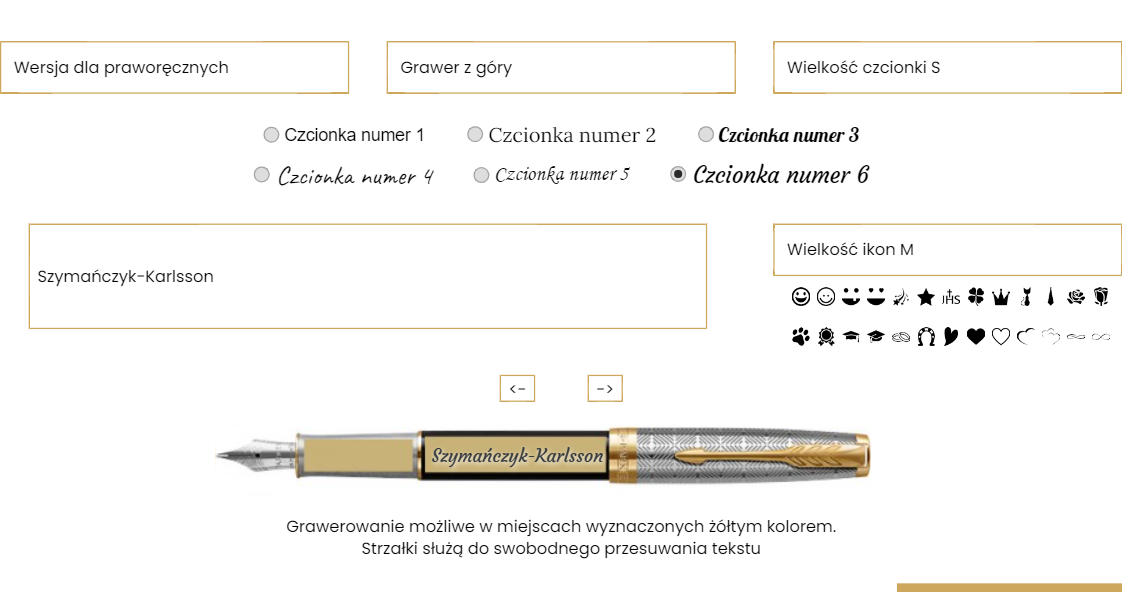 Wersja dla praworęcznych
Grawer z góry
Wielkość czcionki S
Czcionka numer 1
Czcionka numer 2
Czcionka numer 3
Czcionka numer 4
Czcionka numer 5
Czcionka numer 6
Szymańczyk-Karlsson
Wielkość ikon M
JHS
<-
->
Szymańczyk-Karlsson
Grawerowanie możliwe w miejscach wyznaczonych żółtym kolorem.
Strzałki służą do swobodnego przesuwania tekstu